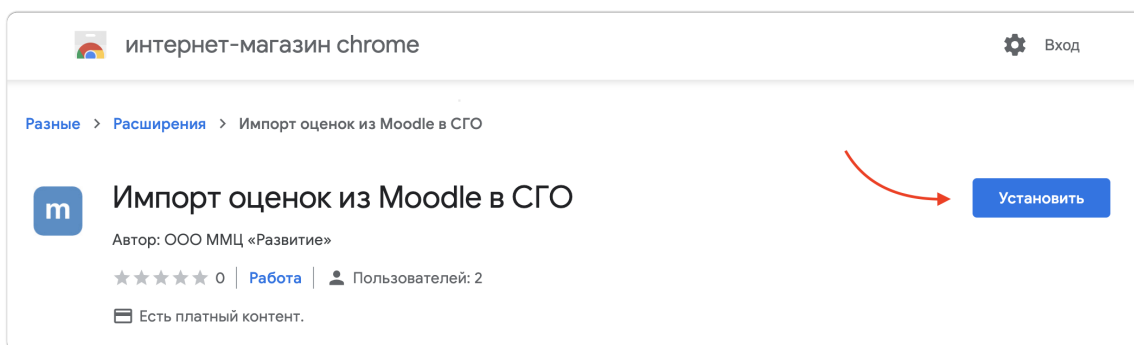 интернет-магазин chrome
Вход
Разные > Расширения > Импорт оценок из Moodle в СГО
m
Импорт оценок из Moodle в СГО
Установить
Автор: ООО ММЦ «Развитие»
0 | Работа | Пользователей: 2
Есть платный контент.